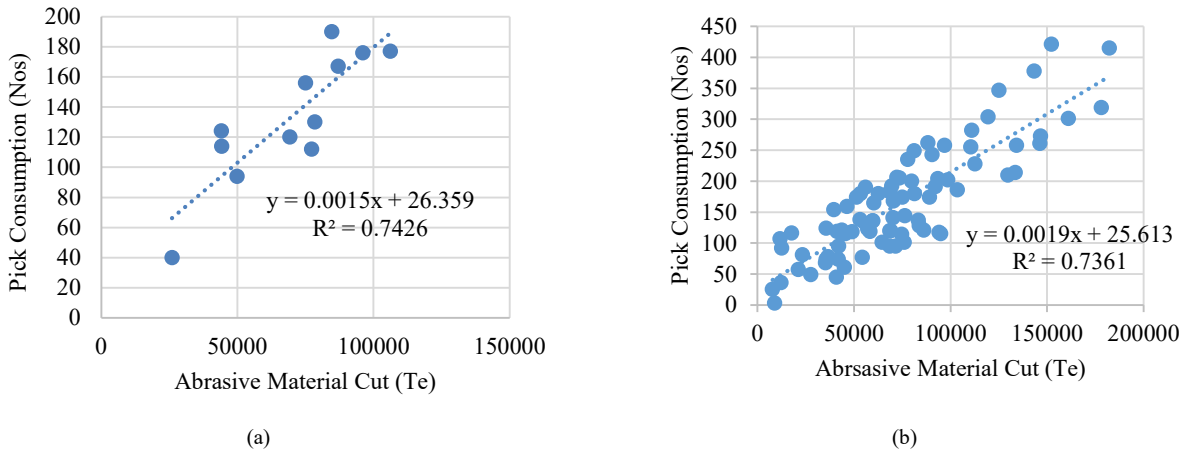 200
180
160
140
120
100
80
60
40
20
0
Pick Consumption (Nos)
y = 0.0015x + 26.359
R² = 0.7426
0 50000 100000 150000
Abrasive Material Cut (Te)
(a)
450
400
350
300
250
200
150
100
50
0
Pick Consumption (Nos)
y = 0.0019x + 25.613
R² = 0.7361
0 50000 100000 150000 200000
Abrsasive Material Cut (Te)
(b)